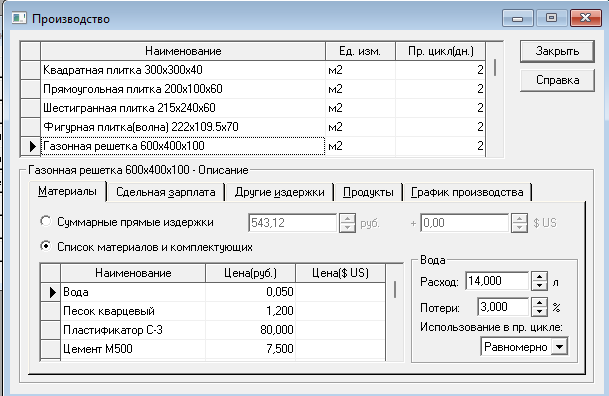 Производство
Наименование Ед. изм. Пр. цикл(дн.)
Закрыть
Квадратная плитка 300x300x40 м2 2
Справка
Прямоугольная плитка 200x100x60 м2 2
Шестигранная плитка 215x240x60 м2 2
Фигурная плитка(волна) 222x109.5x70 м2 2
Газонная решетка 600x400x100 м2 2
Газонная решетка 600x400x100 - Описание
Материалы Сдельная зарплата Другие издержки Продукты График производства
Суммарные прямые издержки 543,12 руб. + 0,00 $ US
Список материалов и комплектующих
Наименование Цена(руб.) Цена($ US)
Вода 0,050
Песок кварцевый 1,200
Пластификатор С-3 80,000
Цемент М500 7,500
Вода
Расход: 14,000 л
Потери: 3,000 %
Использование в пр. цикле:
Равномерно